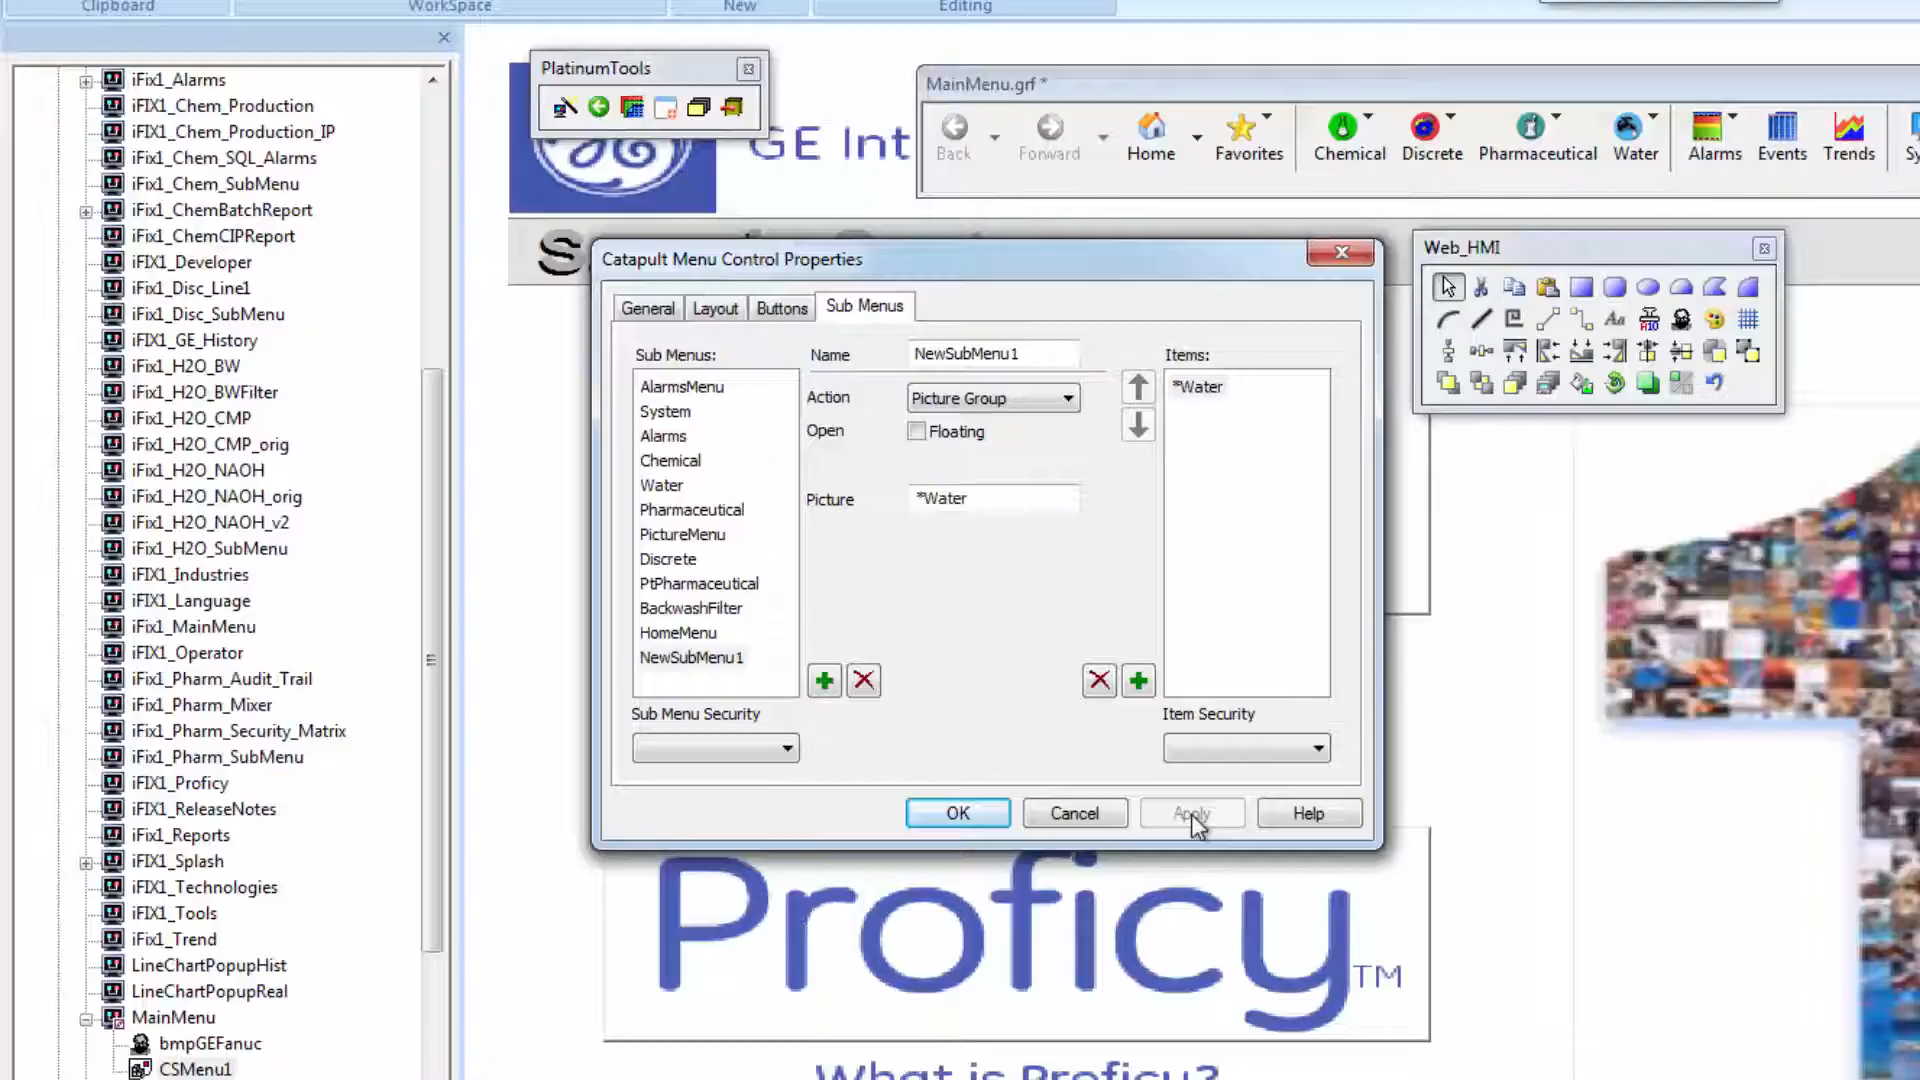 Clipboard
WorkSpace
New
Editing
iFix1_Alarms
iFIX1_Chem_Production
iFIX1_Chem_Production_IP
iFix1_Chem_SQL_Alarms
iFix1_Chem_SubMenu
iFix1_ChemBatchReport
iFix1_ChemCIPReport
iFIX1_Developer
iFix1_Disc_Line1
iFix1_Disc_SubMenu
iFIX1_GE_History
iFix1_H2O_BW
iFix1_H2O_BWFilter
iFix1_H2O_CMP
iFix1_H2O_CMP_orig
iFix1_H2O_NAOH
iFix1_H2O_NAOH_orig
iFix1_H2O_NAOH_v2
iFix1_H2O_SubMenu
iFIX1_Industries
iFIX1_Language
iFix1_MainMenu
iFix1_Operator
iFix1_Pharm_Audit_Trail
iFix1_Pharm_Mixer
iFix1_Pharm_Security_Matrix
iFix1_Pharm_SubMenu
iFIX1_Proficy
iFIX1_ReleaseNotes
iFix1_Reports
iFIX1_Splash
iFIX1_Technologies
iFIX1_Tools
iFix1_Trend
LineChartPopupHist
LineChartPopupReal
MainMenu
bmpGEFanuc
CSMenu1
PlatinumTools
GE Int
MainMenu.grf *
Back
Forward
Home
Favorites
Chemical
Discrete
Pharmaceutical
Water
Alarms
Events
Trends
Sy
Web_HMI
Catapult Menu Control Properties
General
Layout
Buttons
Sub Menus
Sub Menus:
AlarmsMenu
System
Alarms
Chemical
Water
Pharmaceutical
PictureMenu
Discrete
PtPharmaceutical
BackwashFilter
HomeMenu
NewSubMenu1
Sub Menu Security
Name
NewSubMenu1
Action
Picture Group
Open
Floating
Picture
*Water
Items:
*Water
Item Security
OK
Cancel
Apply
Help
Proficy TM
What is Proficy?